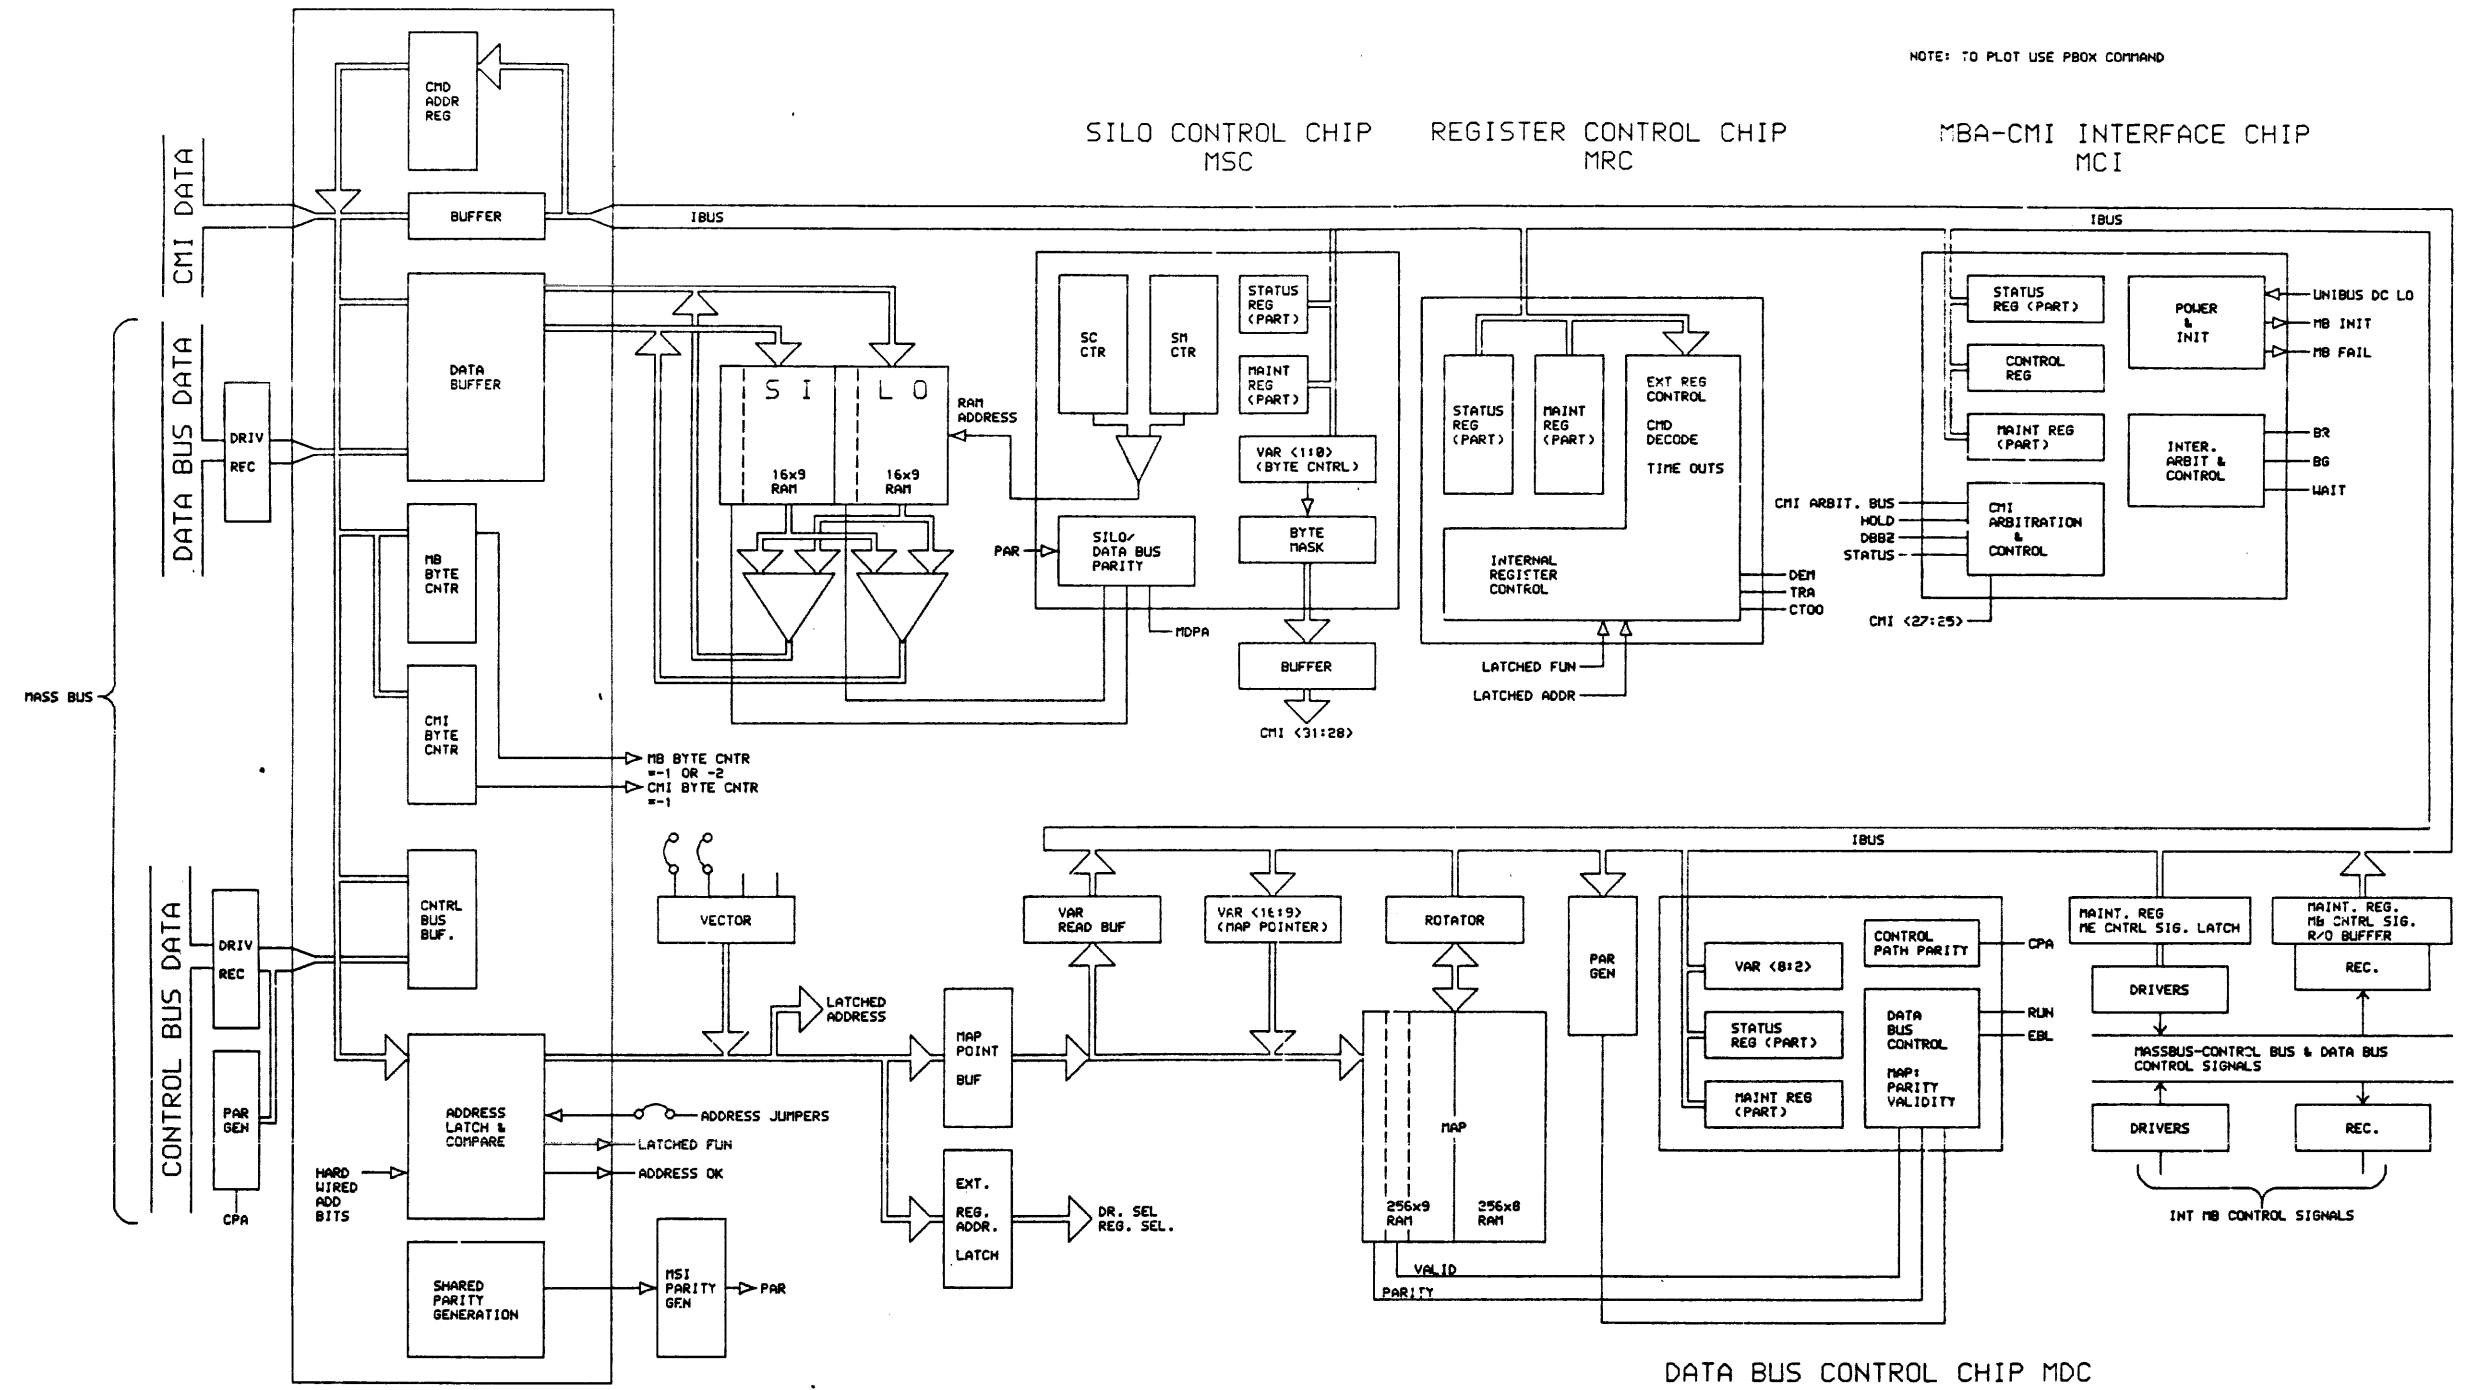 NOTE: TO PLOT USE PBOX COMMAND
SILO CONTROL CHIP
MSC
REGISTER CONTROL CHIP
MRC
MBA-CMI INTERFACE CHIP
MCI
CMI DATA
CMD
ADDR
REG
BUFFER
IBUS
IBUS
DATA BUS DATA
DRIV
REC
DATA
BUFFER
S I L O
16x9
RAM
16x9
RAM
RAM
ADDRESS
SC
CTR
SM
CTR
STATUS
REG
(PART)
MAINT
REG
(PART)
VAR <1:0>
(BYTE CNTRL)
BYTE
MASK
PAR
SILO/
DATA BUS
PARITY
MDPA
BUFFER
CMI <31:28>
STATUS
REG
(PART)
MAINT
REG
(PART)
EXT REG
CONTROL
CMD
DECODE
TIME OUTS
INTERNAL
REGISTER
CONTROL
DEM
TRA
CTOO
LATCHED FUN
LATCHED ADDR
STATUS
REG (PART)
CONTROL
REG
MAINT REG
(PART)
POWER
&
INIT
UNIBUS DC LO
MB INIT
MB FAIL
INTER.
ARBIT &
CONTROL
BR
BG
WAIT
CMI ARBIT. BUS
HOLD
DBBZ
STATUS
CMI
ARBITRATION
&
CONTROL
CMI <27:25>
MASS BUS
MB
BYTE
CNTR
CMI
BYTE
CNTR
MB BYTE CNTR
=-1 OR -2
CMI BYTE CNTR
=-1
CONTROL BUS DATA
DRIV
REC
PAR
GEN
CPA
CNTRL
BUS
BUF.
VECTOR
LATCHED
ADDRESS
ADDRESS
LATCH &
COMPARE
ADDRESS JUMPERS
LATCHED FUN
ADDRESS OK
HARD
WIRED
ADD
BITS
SHARED
PARITY
GENERATION
MSI
PARITY
GEN
PAR
MAP
POINT
BUF
EXT.
REG.
ADDR.
LATCH
DR. SEL
REG. SEL.
IBUS
VAR
READ BUF
VAR <16:9>
(MAP POINTER)
ROTATOR
MAP
256x9
RAM
256x8
RAM
VALID
PARITY
PAR
GEN
VAR <8:2>
STATUS
REG (PART)
MAINT REG
(PART)
CONTROL
PATH PARITY
CPA
DATA
BUS
CONTROL
MAP:
PARITY
VALIDITY
RUN
EBL
MAINT. REG
ME CNTRL SIG. LATCH
DRIVERS
MAINT. REG.
MB CNTRL SIG.
R/O BUFFER
REC.
MASSBUS-CONTROL BUS & DATA BUS
CONTROL SIGNALS
DRIVERS
REC.
INT MB CONTROL SIGNALS
DATA BUS CONTROL CHIP MDC